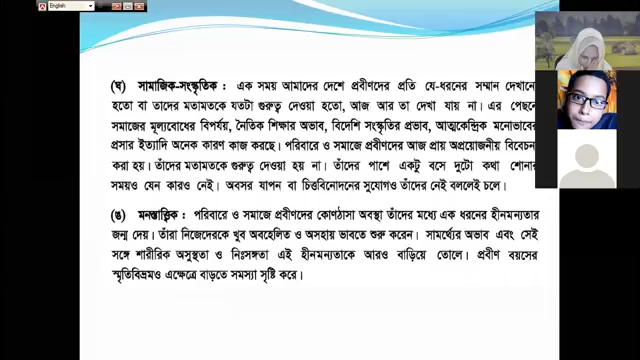 English
(ঘ) সামাজিক-সংস্কৃতিক : এক সময় আমাদের দেশে প্রবীণদের প্রতি যে-ধরনের সম্মান দেখানো
হতো বা তাদের মতামতকে যতটা গুরুত্ব দেওয়া হতো, আজ আর তা দেখা যায় না। এর পেছনে
সমাজের মূল্যবোধের বিপর্যয়, নৈতিক শিক্ষার অভাব, বিদেশি সংস্কৃতির প্রভাব, আত্মকেন্দ্রিক মনোভাবের
প্রসার ইত্যাদি অনেক কারণ কাজ করছে। পরিবারে ও সমাজে প্রবীণদের আজ প্রায় অপ্রয়োজনীয় বিবেচনা
করা হয়। তাঁদের মতামতকে গুরুত্ব দেওয়া হয় না। তাঁদের পাশে একটু বসে দুটো কথা শোনার
সময়ও যেন কারও নেই। অবসর যাপন বা চিত্তবিনোদনের সুযোগও তাঁদের নেই বললেই চলে।
(ঙ) মনস্তাত্ত্বিক : পরিবারে ও সমাজে প্রবীণদের কোণঠাসা অবস্থা তাঁদের মধ্যে এক ধরনের হীনমন্যতার
জন্ম দেয়। তাঁরা নিজেদেরকে খুব অবহেলিত ও অসহায় ভাবতে শুরু করেন। সামর্থ্যের অভাব এবং সেই
সঙ্গে শারীরিক অসুস্থতা ও নিঃসঙ্গতা এই হীনমন্যতাকে আরও বাড়িয়ে তোলে। প্রবীণ বয়সের
স্মৃতিবিভ্রমও এক্ষেত্রে বাড়তে সমস্যা সৃষ্টি করে।